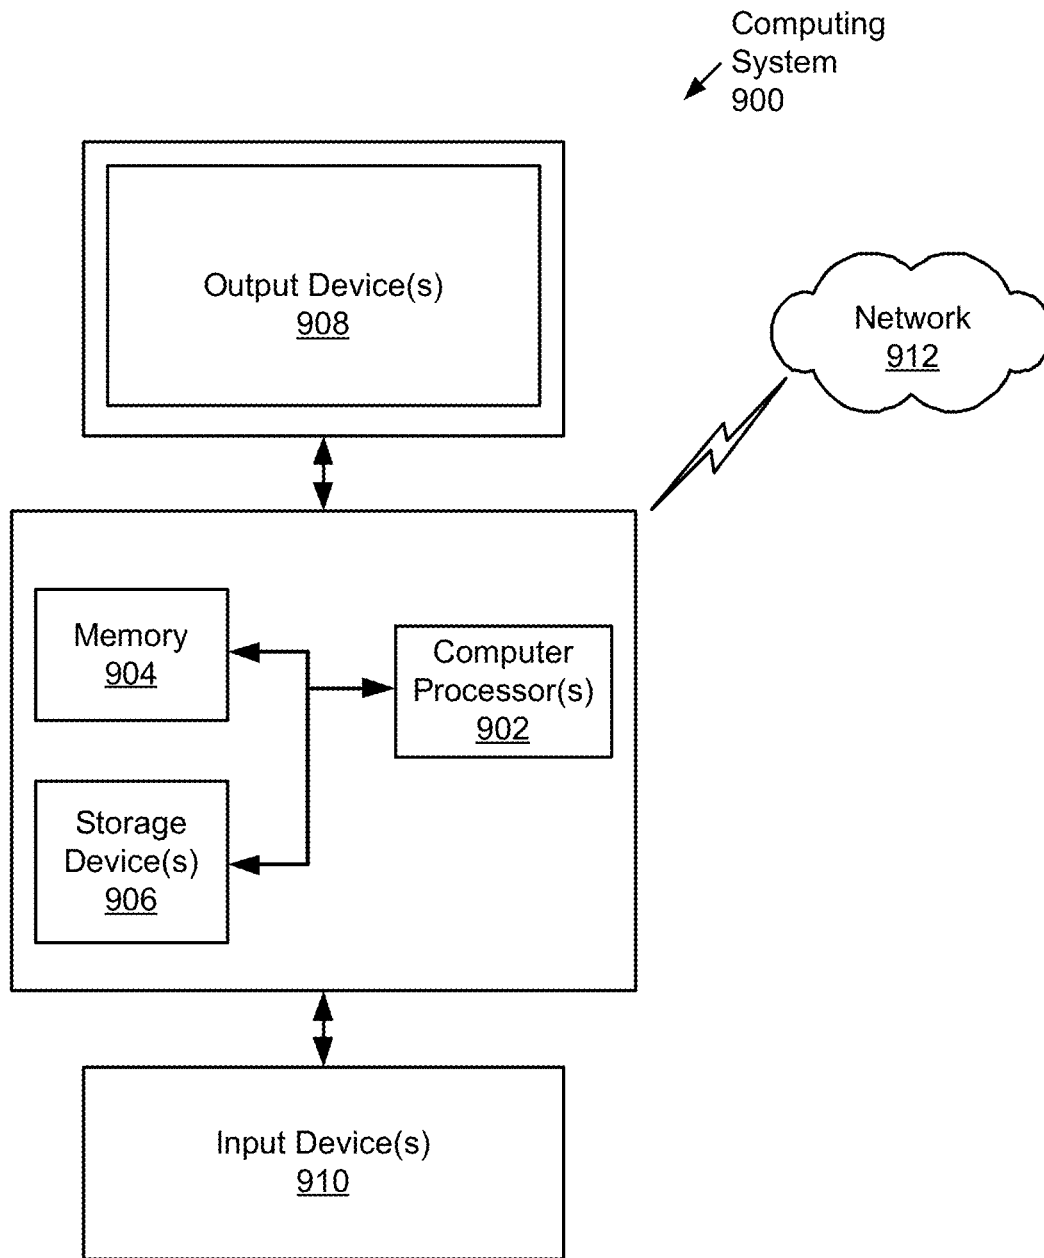 Computing
System
900
Output Device(s)
908
Network
912
Memory
904
Computer
Processor(s)
902
Storage
Device(s)
906
Input Device(s)
910